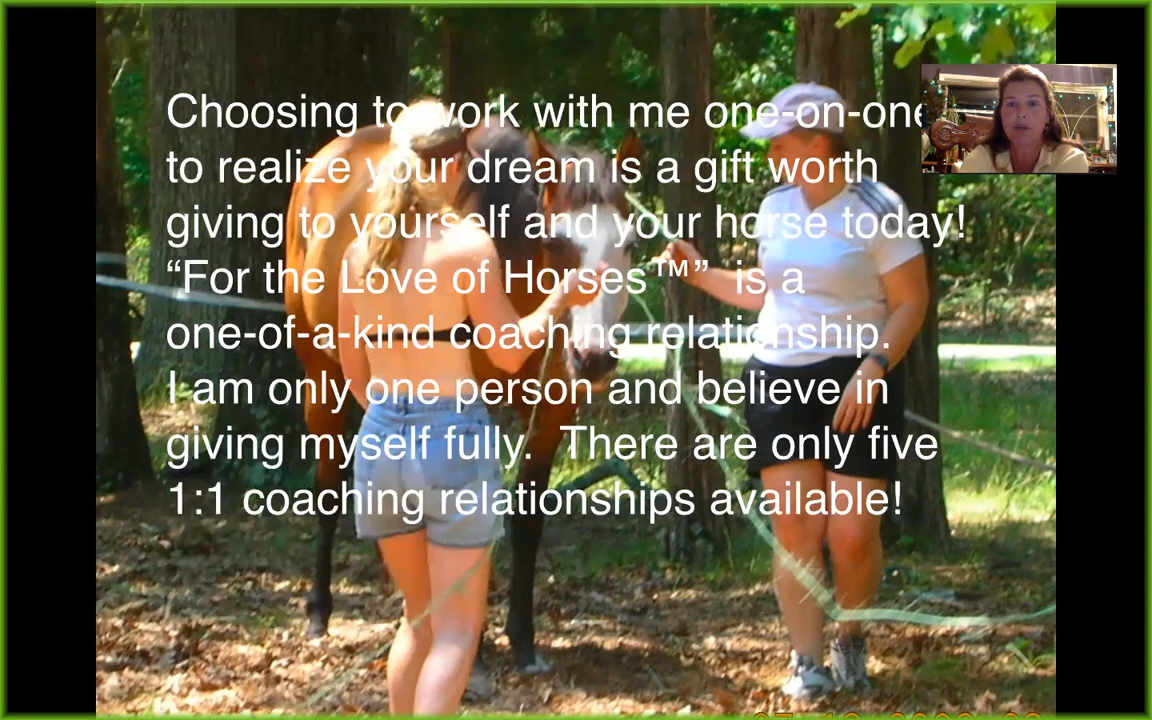 Choosing to work with me one-on-one
to realize your dream is a gift worth
giving to yourself and your horse today!
“For the Love of Horses™”  is a
one-of-a-kind coaching relationship.
I am only one person and believe in
giving myself fully.  There are only five
1:1 coaching relationships available!